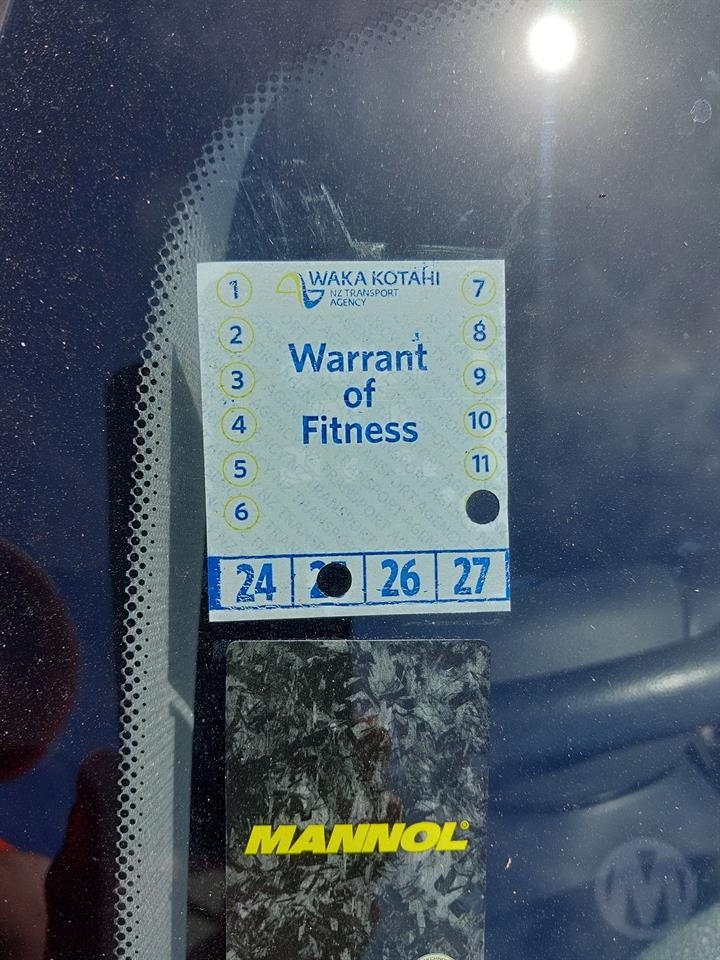 WAKA KOTAHI
NZ TRANSPORT
AGENCY
1
2
3
4
5
6
7
8
9
10
11
Warrant
of
Fitness
24 2 26 27
MANNOL®
M